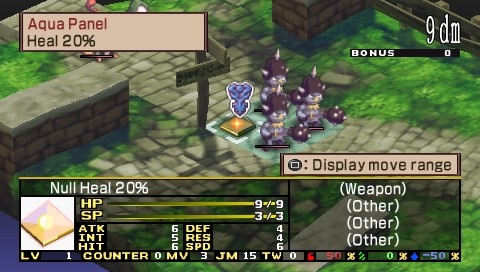 Aqua Panel
Heal 20%
9dm
BONUS 0
□: Display move range
Null Heal 20%
HP 9/9
SP 3/3
ATK 6 DEF 4
INT 5 RES 4
HIT 6 SPD 6
(Weapon)
(Other)
(Other)
(Other)
LV 1 COUNTER 0 MV 3 JM 15 TW 0 50 % 0 % -50 %